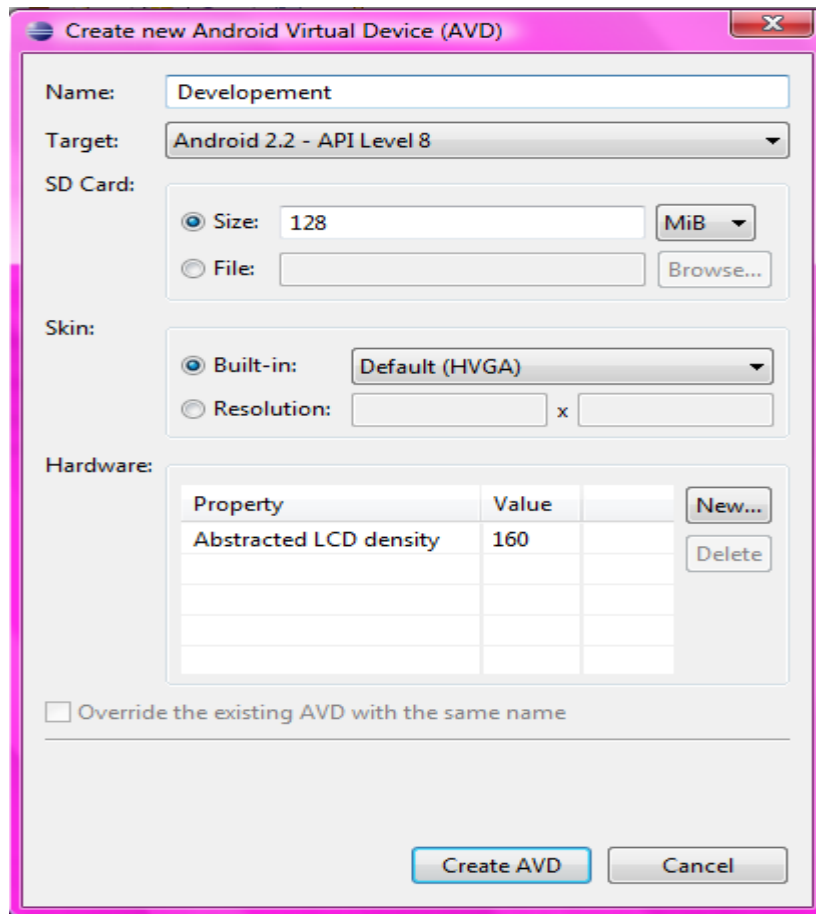 Create new Android Virtual Device (AVD)
Name: Developement
Target: Android 2.2 - API Level 8
SD Card:
Size: 128 MiB
File: Browse...
Skin:
Built-in: Default (HVGA)
Resolution: x
Hardware:
Property Value New...
Abstracted LCD density 160 Delete
Override the existing AVD with the same name
Create AVD Cancel